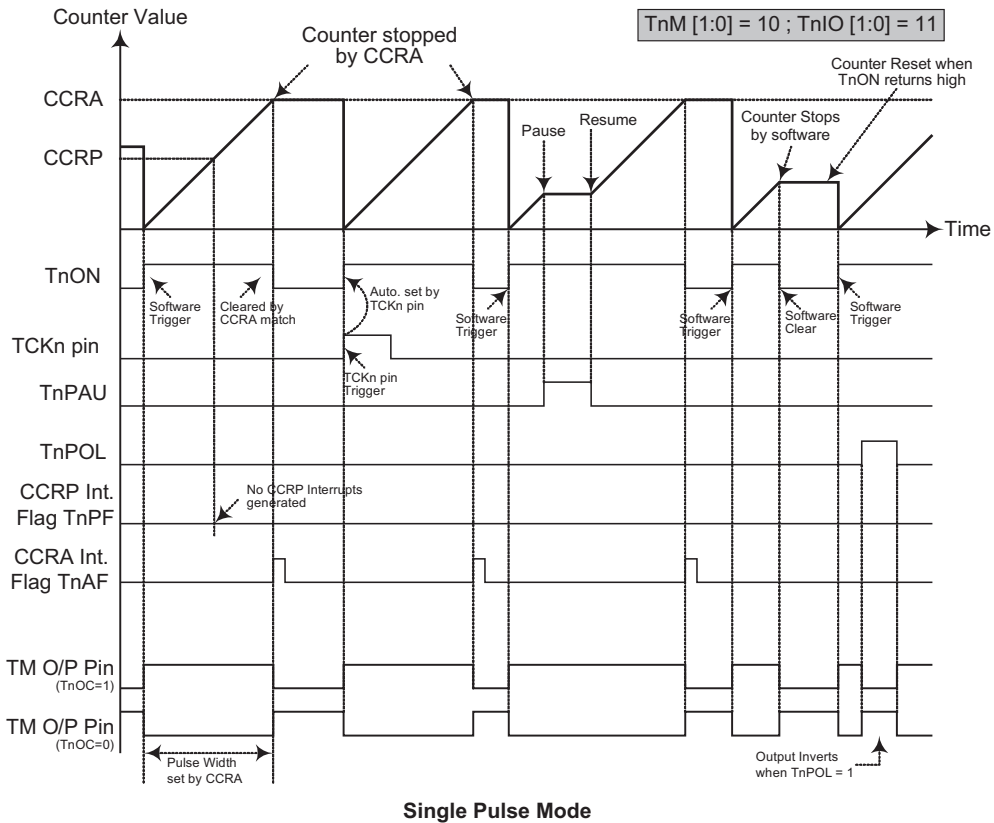 Counter Value
TnM [1:0] = 10 ; TnIO [1:0] = 11
Counter stopped
by CCRA
Counter Reset when
TnON returns high
CCRA
CCRP
Pause
Resume
Counter Stops
by software
Time
TnON
Software
Trigger
Cleared by
CCRA match
Auto. set by
TCKn pin
Software
Trigger
Software
Trigger
Software
Clear
Software
Trigger
TCKn pin
TCKn pin
Trigger
TnPAU
TnPOL
CCRP Int.
Flag TnPF
No CCRP Interrupts
generated
CCRA Int.
Flag TnAF
TM O/P Pin
(TnOC=1)
TM O/P Pin
(TnOC=0)
Pulse Width
set by CCRA
Output Inverts
when TnPOL = 1
Single Pulse Mode